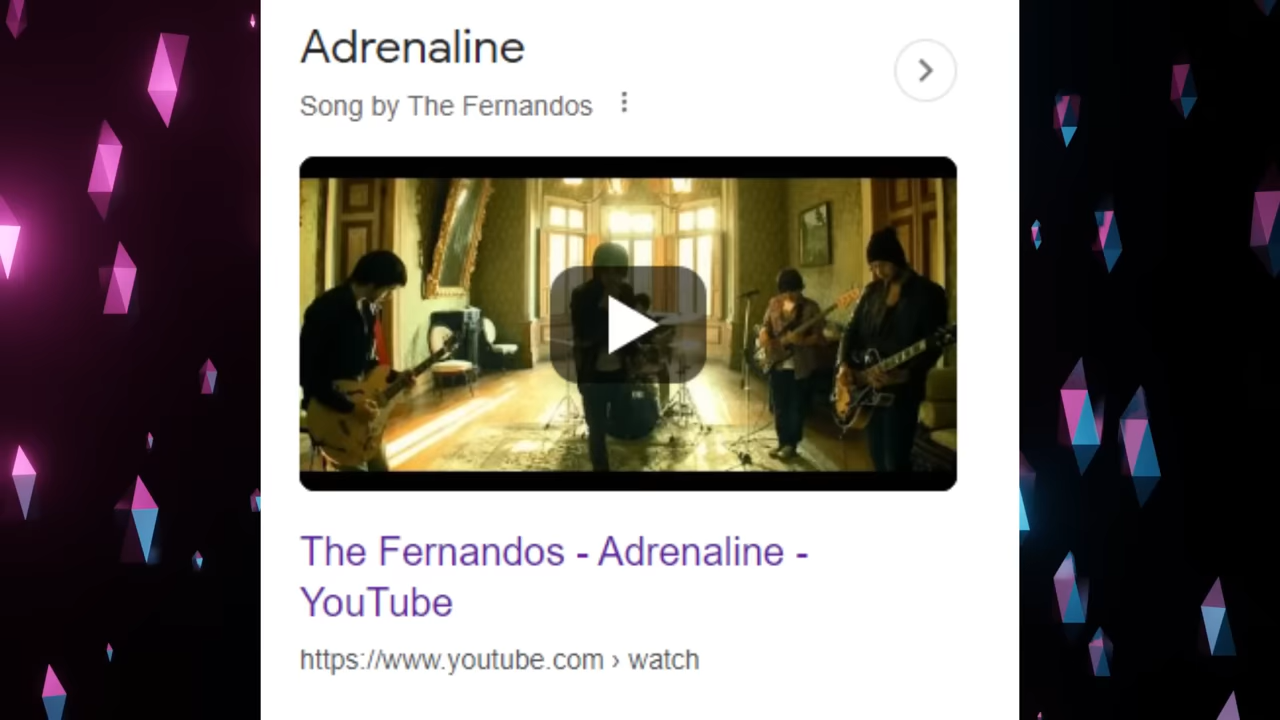 Adrenaline
Song by The Fernandos
The Fernandos - Adrenaline -
YouTube
https://www.youtube.com › watch